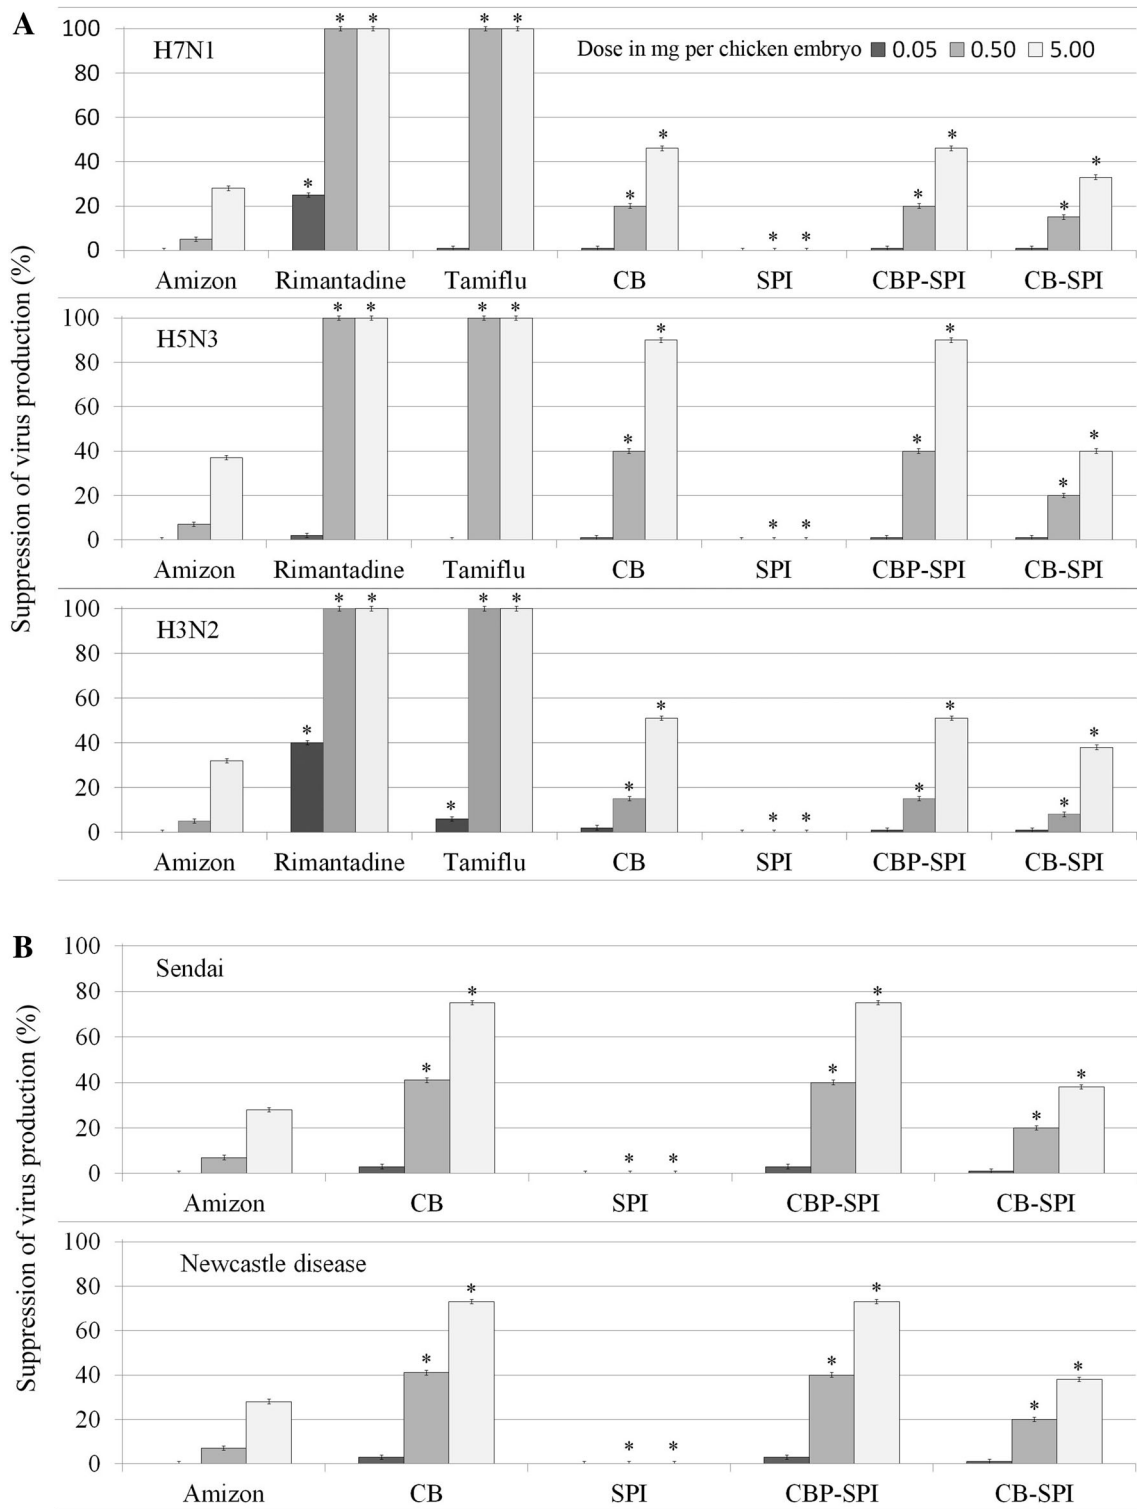 A
H7N1
Dose in mg per chicken embryo 0.05 0.50 5.00
Suppression of virus production (%)
100
80
60
40
20
0
* * * * * * * * * * * * *
Amizon Rimantadine Tamiflu CB SPI CBP-SPI CB-SPI
H5N3
100
80
60
40
20
0
* * * * * * * * * * * *
Amizon Rimantadine Tamiflu CB SPI CBP-SPI CB-SPI
H3N2
100
80
60
40
20
0
* * * * * * * * * * * * * *
Amizon Rimantadine Tamiflu CB SPI CBP-SPI CB-SPI
B
Sendai
Suppression of virus production (%)
100
80
60
40
20
0
* * * * * * * *
Amizon CB SPI CBP-SPI CB-SPI
Newcastle disease
100
80
60
40
20
0
* * * * * * * *
Amizon CB SPI CBP-SPI CB-SPI